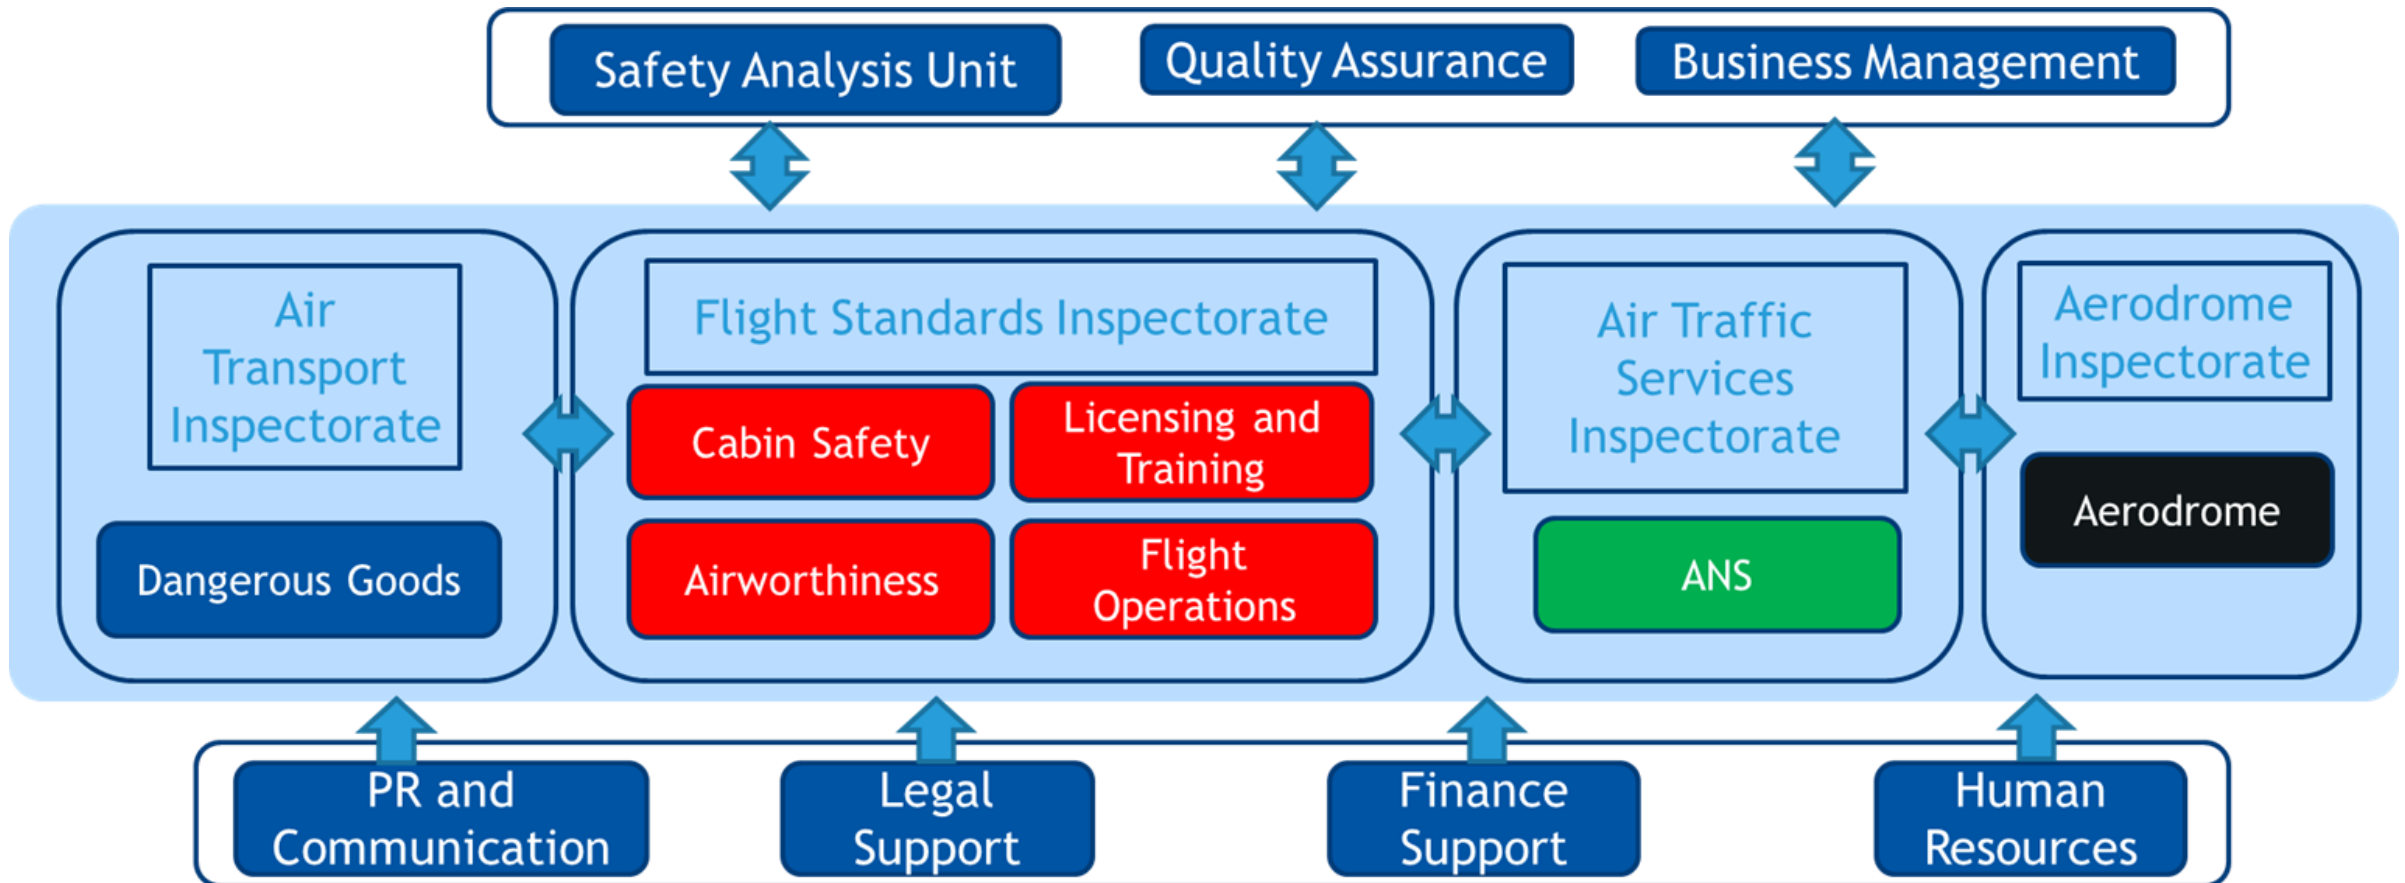 Safety Analysis Unit
Quality Assurance
Business Management
Air
Transport
Inspectorate
Dangerous Goods
Flight Standards Inspectorate
Cabin Safety
Licensing and
Training
Airworthiness
Flight
Operations
Air Traffic
Services
Inspectorate
ANS
Aerodrome
Inspectorate
Aerodrome
PR and
Communication
Legal
Support
Finance
Support
Human
Resources